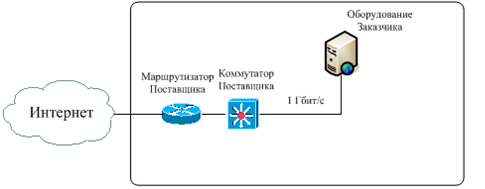 Оборудование
Заказчика
Маршрутизатор
Поставщика
Коммутатор
Поставщика
1 Гбит/с
Интернет